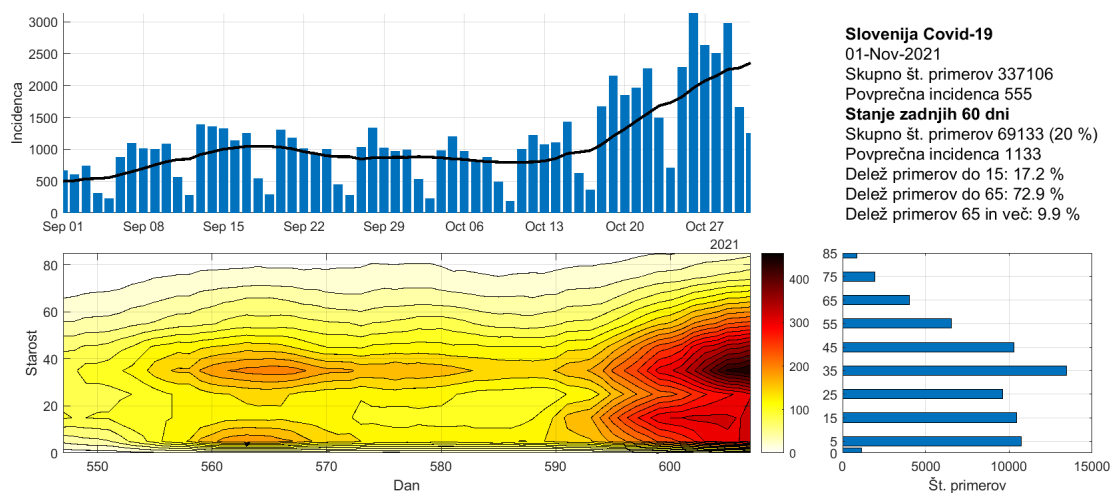 3000
2500
2000
1500
1000
500
0
Incidenca
Sep 01 Sep 08 Sep 15 Sep 22 Sep 29 Oct 06 Oct 13 Oct 20 Oct 27
2021
Slovenija Covid-19
01-Nov-2021
Skupno št. primerov 337106
Povprečna incidenca 555
Stanje zadnjih 60 dni
Skupno št. primerov 69133 (20 %)
Povprečna incidenca 1133
Delež primerov do 15: 17.2 %
Delež primerov do 65: 72.9 %
Delež primerov 65 in več: 9.9 %
80
60
40
20
0
Starost
550 560 570 580 590 600
Dan
400
300
200
100
0
85
75
65
55
45
35
25
15
5
0
0 5000 10000 15000
Št. primerov